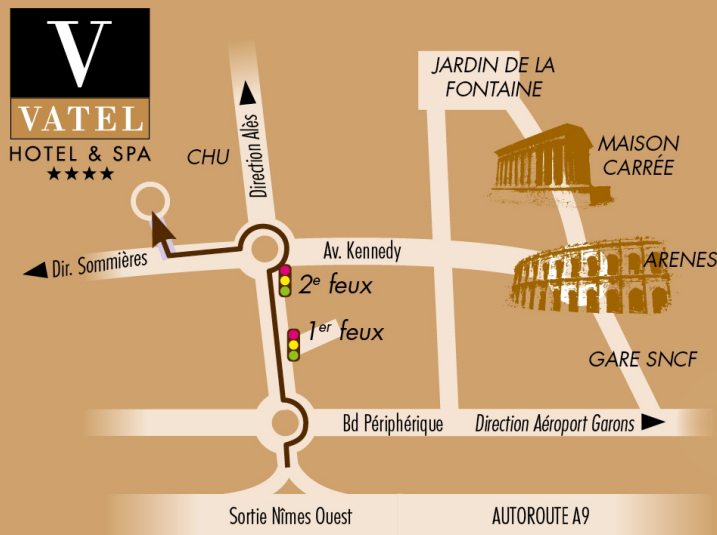 V
VATEL
HOTEL & SPA
JARDIN DE LA
FONTAINE
CHU
Direction Alès
MAISON
CARRÉE
Dir. Sommières
Av. Kennedy
ARENES
2e feux
1er feux
GARE SNCF
Bd Périphérique
Direction Aéroport Garons
Sortie Nîmes Ouest
AUTOROUTE A9